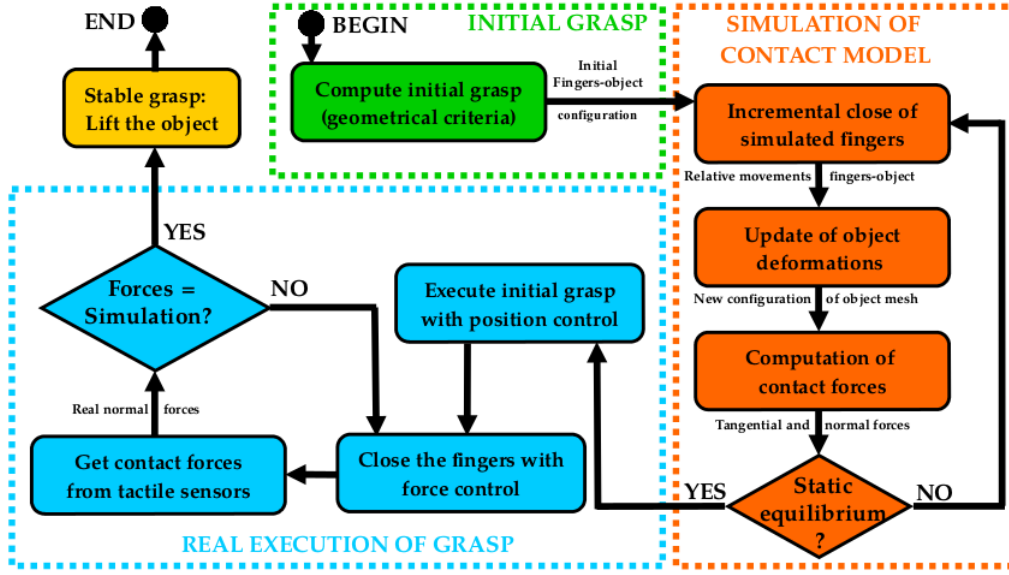 END
BEGIN
INITIAL GRASP
SIMULATION OF
CONTACT MODEL
Stable grasp:
Lift the object
Compute initial grasp
(geometrical criteria)
Initial
Fingers-object
configuration
Incremental close of
simulated fingers
Relative movements fingers-object
Update of object
deformations
New configuration of object mesh
Computation of
contact forces
Tangential and normal forces
Static
equilibrium
?
YES
NO
Execute initial grasp
with position control
Close the fingers with
force control
Get contact forces
from tactile sensors
Real normal forces
Forces =
Simulation?
YES
NO
REAL EXECUTION OF GRASP